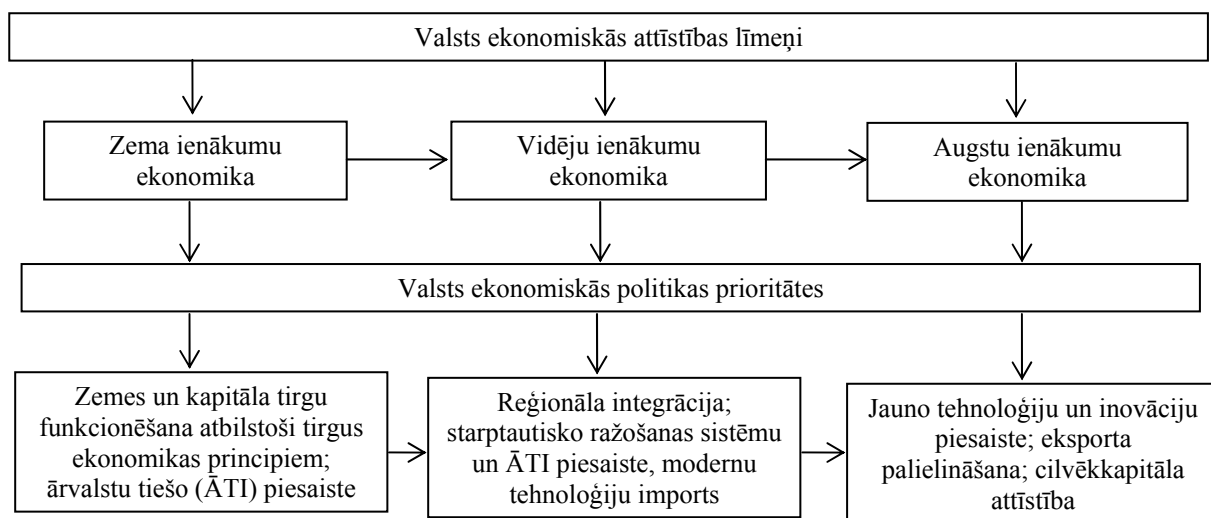 Valsts ekonomiskās attīstības līmeņi
Zema ienākumu
ekonomika
Vidēju ienākumu
ekonomika
Augstu ienākumu
ekonomika
Valsts ekonomiskās politikas prioritātes
Zemes un kapitāla tirgu
funkcionēšana atbilstoši tirgus
ekonomikas principiem;
ārvalstu tiešo (ĀTI) piesaiste
Reģionāla integrācija;
starptautisko ražošanas sistēmu
un ĀTI piesaiste, modernu
tehnoloģiju imports
Jauno tehnoloģiju un inovāciju
piesaiste; eksporta
palielināšana; cilvēkkapitāla
attīstība